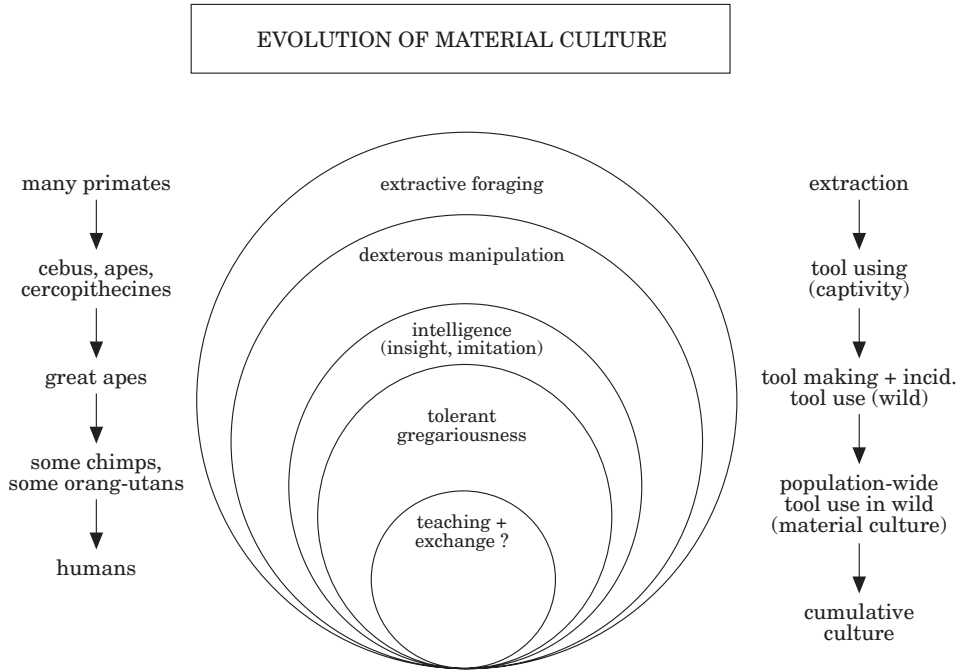 EVOLUTION OF MATERIAL CULTURE
many primates
cebus, apes,
cercopithecines
great apes
some chimps,
some orang-utans
humans
extractive foraging
dexterous manipulation
intelligence
(insight, imitation)
tolerant
gregariousness
teaching +
exchange ?
extraction
tool using
(captivity)
tool making + incid.
tool use (wild)
population-wide
tool use in wild
(material culture)
cumulative
culture